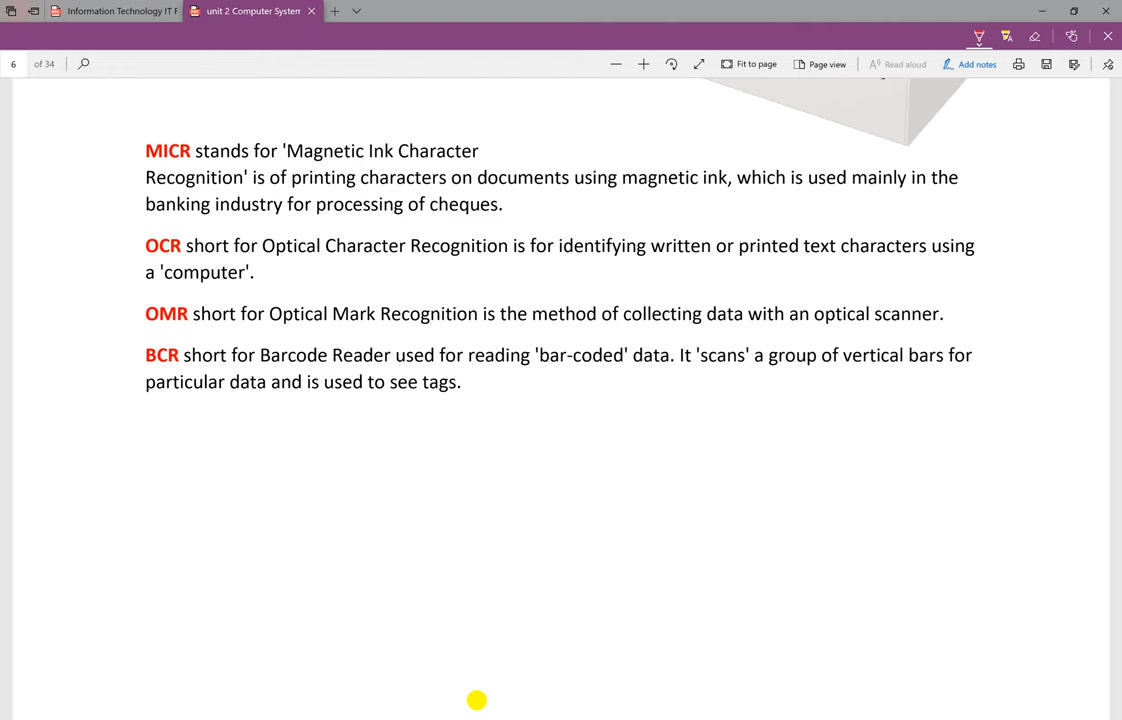 Information Technology IT F
unit 2 Computer System
6 of 34
Fit to page
Page view
Read aloud
Add notes
MICR stands for 'Magnetic Ink Character
Recognition' is of printing characters on documents using magnetic ink, which is used mainly in the
banking industry for processing of cheques.
OCR short for Optical Character Recognition is for identifying written or printed text characters using
a 'computer'.
OMR short for Optical Mark Recognition is the method of collecting data with an optical scanner.
BCR short for Barcode Reader used for reading 'bar-coded' data. It 'scans' a group of vertical bars for
particular data and is used to see tags.